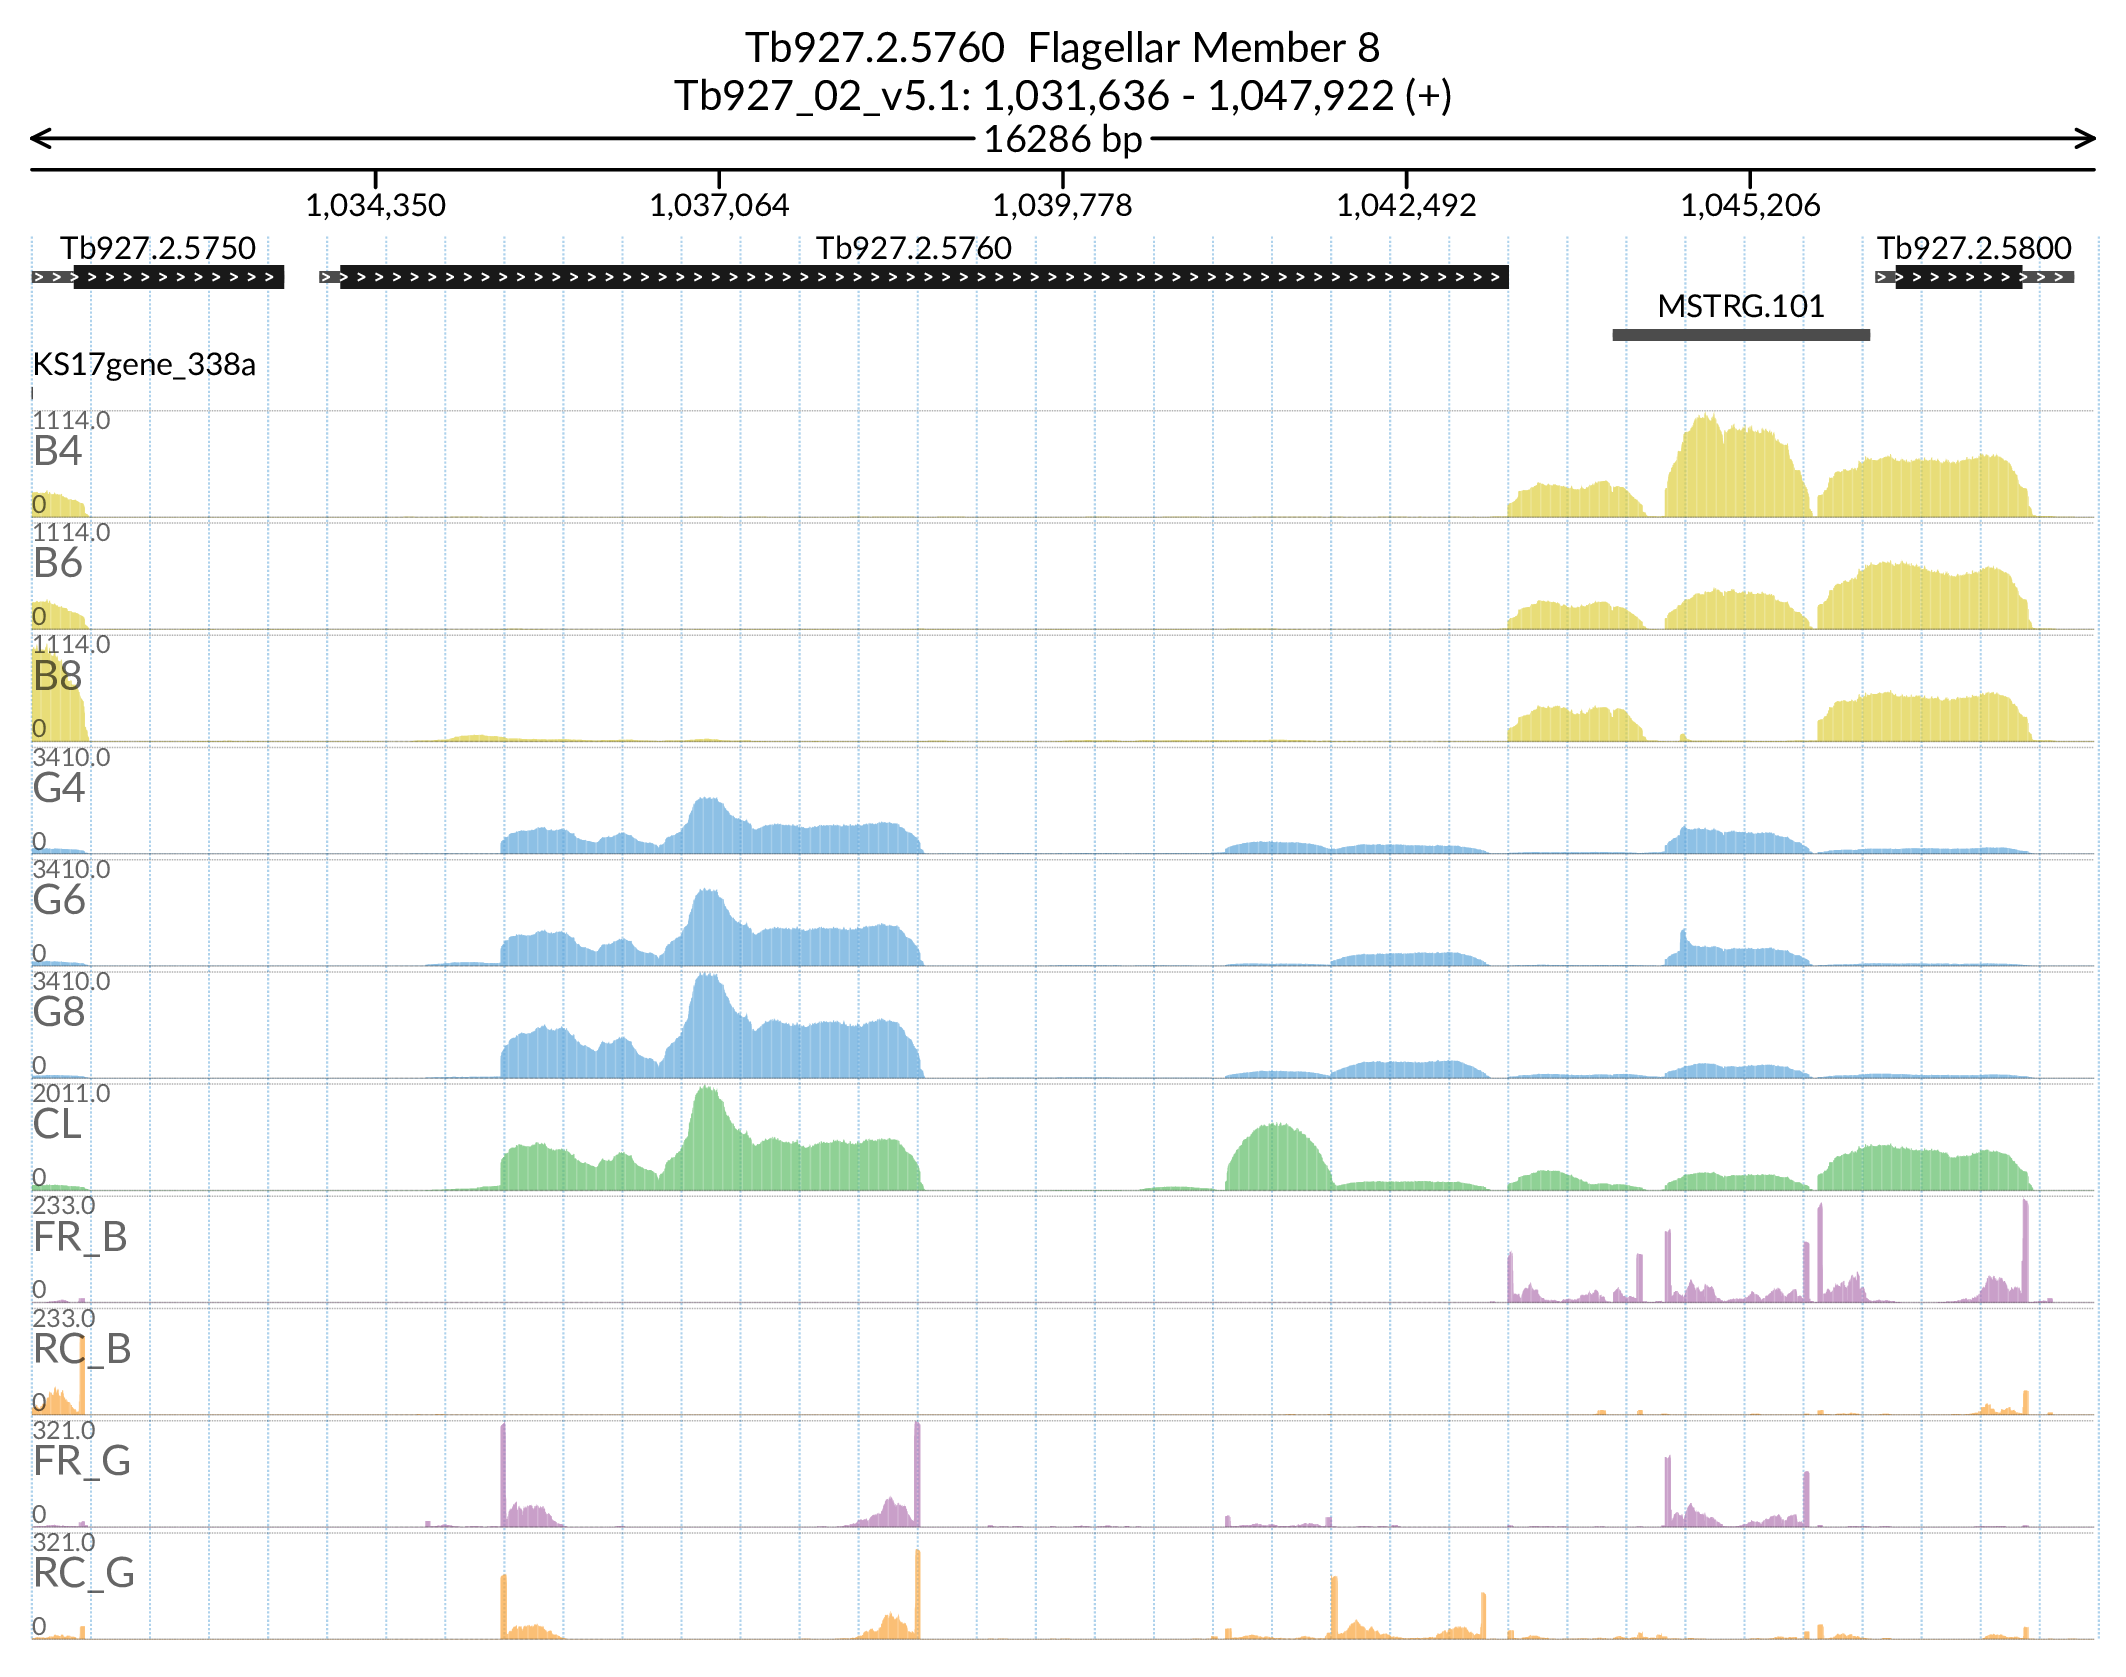 Tb927.2.5760  Flagellar Member 8
Tb927_02_v5.1: 1,031,636 - 1,047,922 (+)
16286 bp
1,034,350 1,037,064 1,039,778 1,042,492 1,045,206
Tb927.2.5750 Tb927.2.5760 Tb927.2.5800
MSTRG.101
KS17gene_338a
1114.0
B4
0
1114.0
B6
0
1114.0
B8
0
3410.0
G4
0
3410.0
G6
0
3410.0
G8
0
2011.0
CL
0
233.0
FR_B
0
233.0
RC_B
0
321.0
FR_G
0
321.0
RC_G
0